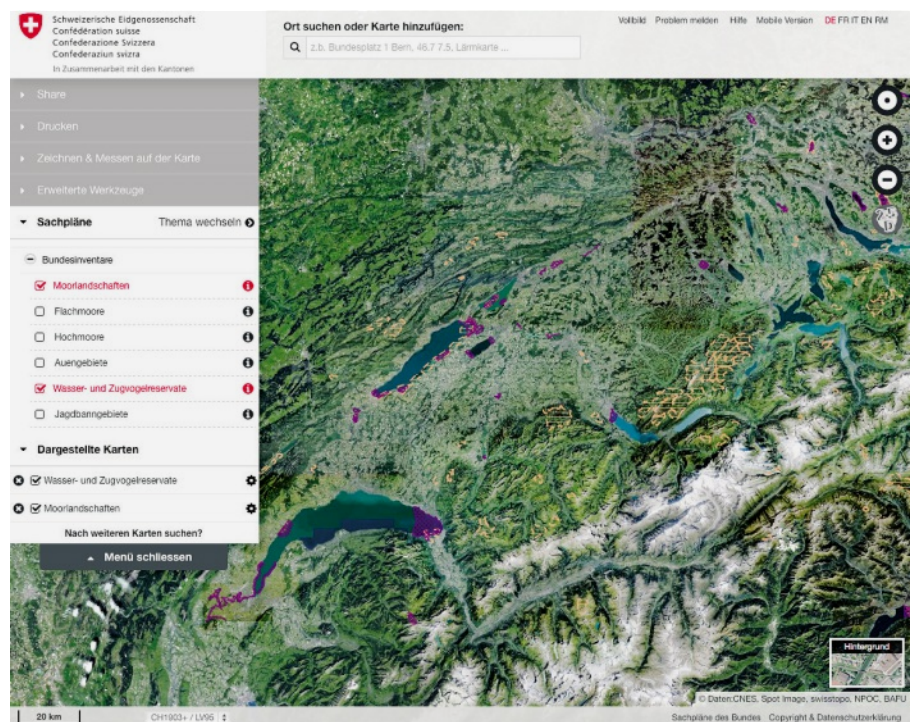 Schweizerische Eidgenossenschaft
Confédération suisse
Confederazione Svizzera
Confederaziun svizra
In Zusammenarbeit mit den Kantonen
Ort suchen oder Karte hinzufügen:
z.b. Bundesplatz 1 Bern, 46.7 7.5, Lärmkarte ...
Vollbild Problem melden Hilfe Mobile Version DE FR IT EN RM
Share
Drucken
Zeichnen & Messen auf der Karte
Erweiterte Werkzeuge
Sachpläne Thema wechseln
Bundesinventare
Moorlandschaften
Flachmoore
Hochmoore
Auengebiete
Wasser- und Zugvogelreservate
Jagdbanngebiete
Dargestellte Karten
Wasser- und Zugvogelreservate
Moorlandschaften
Nach weiteren Karten suchen?
Menü schliessen
Hintergrund
© Daten:CNES, Spot Image, swisstopo, NPOC, BAFU
20 km CH1903+ / LV95 Sachpläne des Bundes Copyright & Datenschutzerklärung